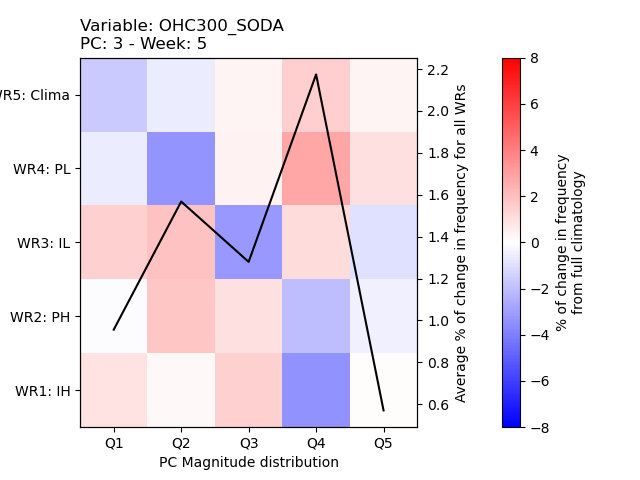 Variable: OHC300_SODA
PC: 3 - Week: 5
WR5: Clima
WR4: PL
WR3: IL
WR2: PH
WR1: IH
Q1 Q2 Q3 Q4 Q5
PC Magnitude distribution
2.2
2.0
1.8
1.6
1.4
1.2
1.0
0.8
0.6
Average % of change in frequency for all WRs
8
6
4
2
0
−2
−4
−6
−8
% of change in frequency
from full climatology